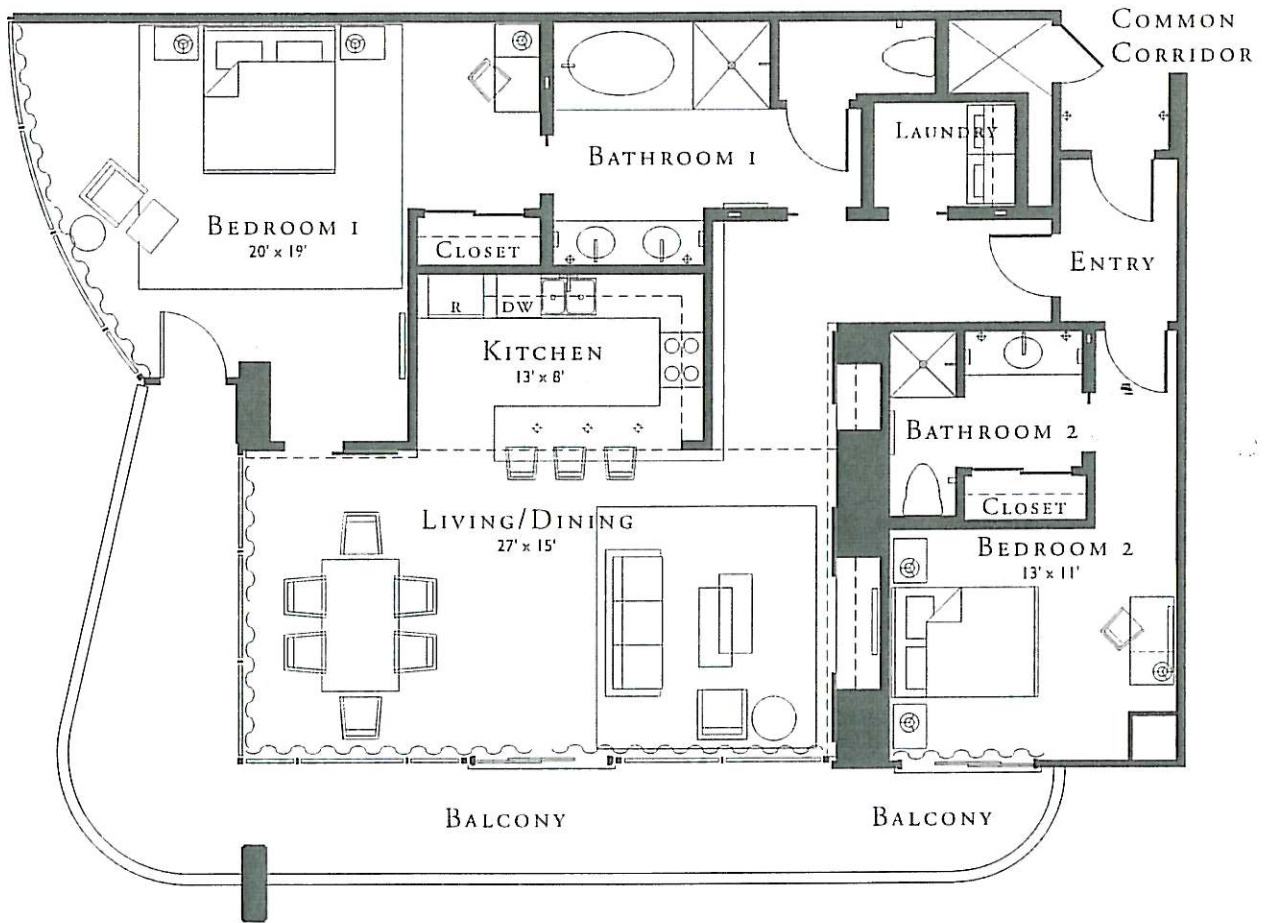 COMMON
CORRIDOR
LAUNDRY
BATHROOM 1
BEDROOM 1
20' x 19'
CLOSET
ENTRY
R
DW
KITCHEN
13' x 8'
BATHROOM 2
CLOSET
LIVING/DINING
27' x 15'
BEDROOM 2
13' x 11'
BALCONY
BALCONY